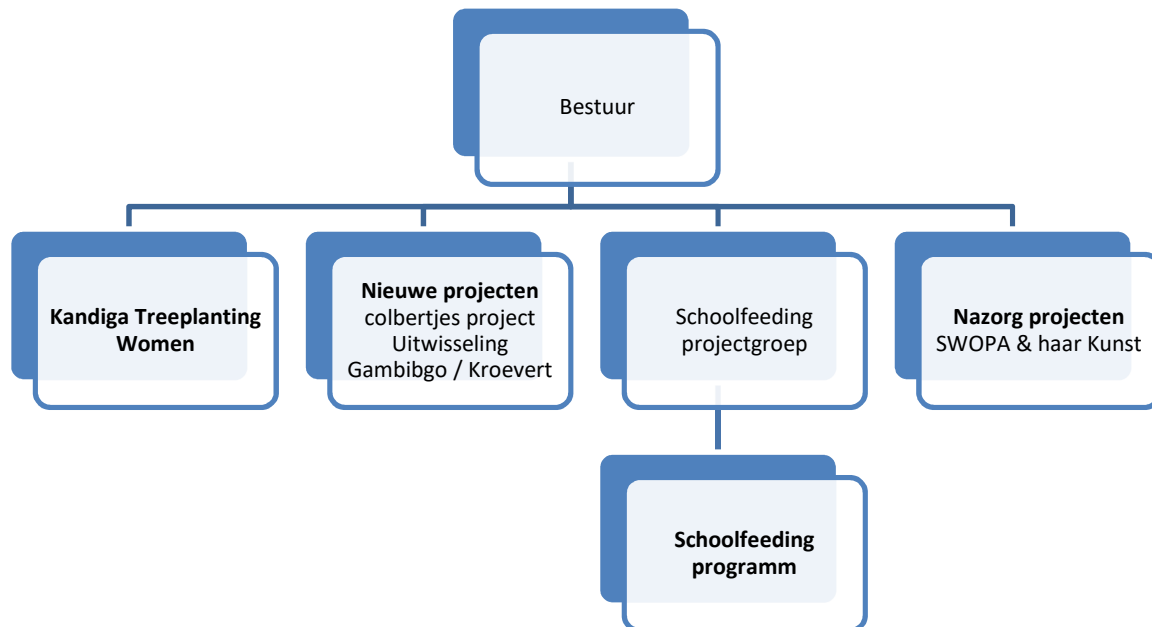 Bestuur
Kandiga Treeplanting
Women
Nieuwe projecten
colbertjes project
Uitwisseling
Gambibgo / Kroevert
Schoolfeeding
projectgroep
Nazorg projecten
SWOPA & haar Kunst
Schoolfeeding
programm